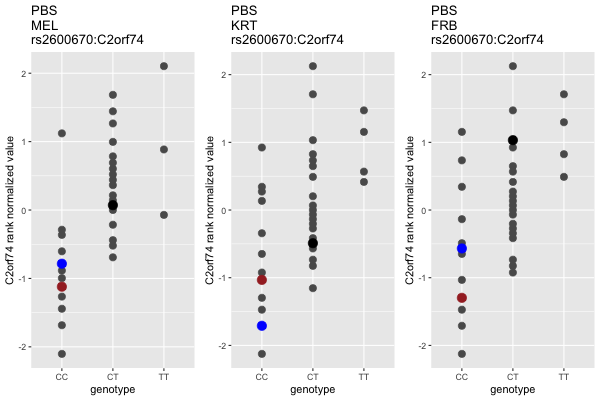 PBS
MEL
rs2600670:C2orf74
C2orf74 rank normalized value
2
1
0
-1
-2
CC
CT
TT
genotype
PBS
KRT
rs2600670:C2orf74
C2orf74 rank normalized value
2
1
0
-1
-2
CC
CT
TT
genotype
PBS
FRB
rs2600670:C2orf74
C2orf74 rank normalized value
2
1
0
-1
-2
CC
CT
TT
genotype